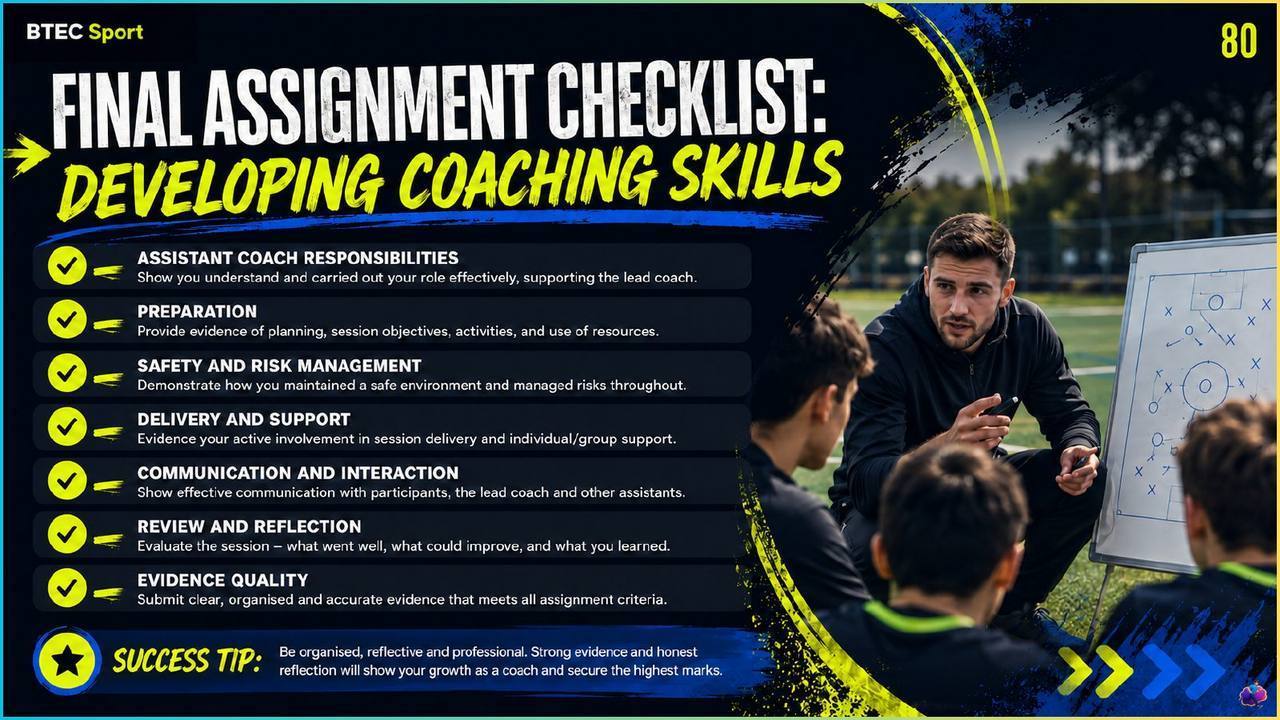 BTEC Sport
80
FINAL ASSIGNMENT CHECKLIST:
DEVELOPING COACHING SKILLS
ASSISTANT COACH RESPONSIBILITIES
Show you understand and carried out your role effectively, supporting the lead coach.
PREPARATION
Provide evidence of planning, session objectives, activities, and use of resources.
SAFETY AND RISK MANAGEMENT
Demonstrate how you maintained a safe environment and managed risks throughout.
DELIVERY AND SUPPORT
Evidence your active involvement in session delivery and individual/group support.
COMMUNICATION AND INTERACTION
Show effective communication with participants, the lead coach and other assistants.
REVIEW AND REFLECTION
Evaluate the session – what went well, what could improve, and what you learned.
EVIDENCE QUALITY
Submit clear, organised and accurate evidence that meets all assignment criteria.
SUCCESS TIP:
Be organised, reflective and professional. Strong evidence and honest
reflection will show your growth as a coach and secure the highest marks.